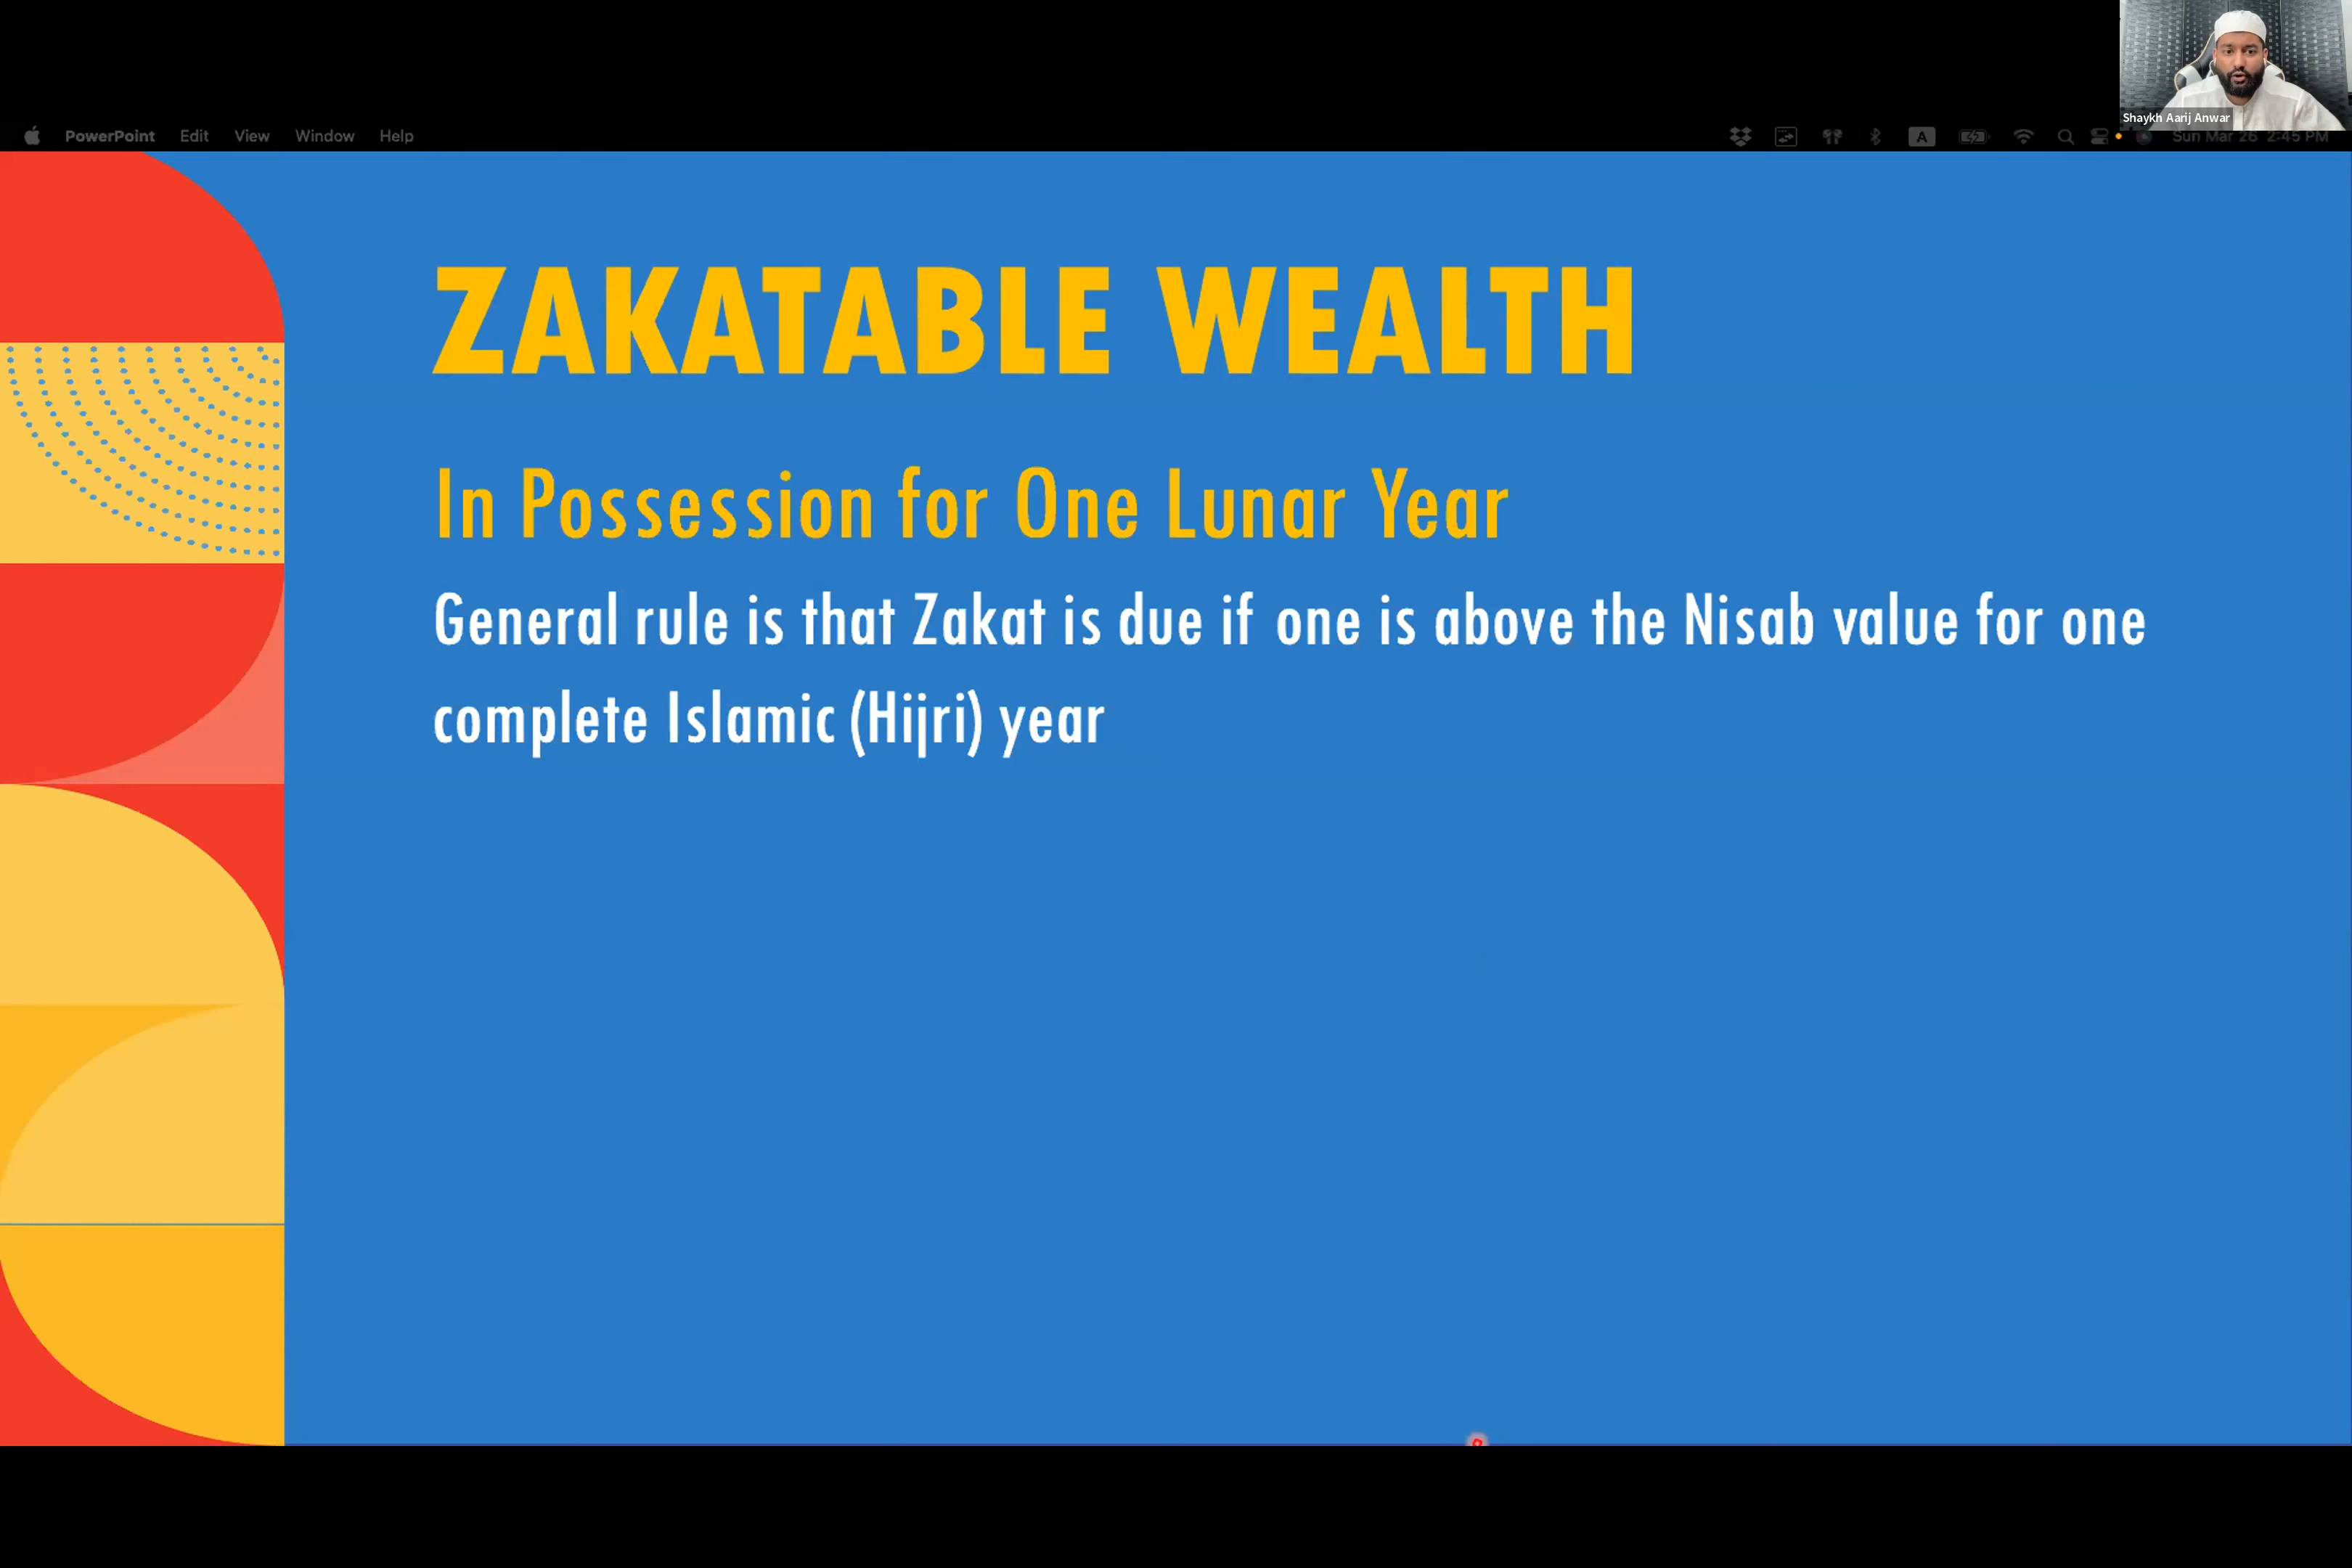 Shaykh Aarij Anwar
PowerPoint Edit View Window Help
A
Sun Mar 26 2:45 PM
ZAKATABLE WEALTH
In Possession for One Lunar Year
General rule is that Zakat is due if one is above the Nisab value for one
complete Islamic (Hijri) year